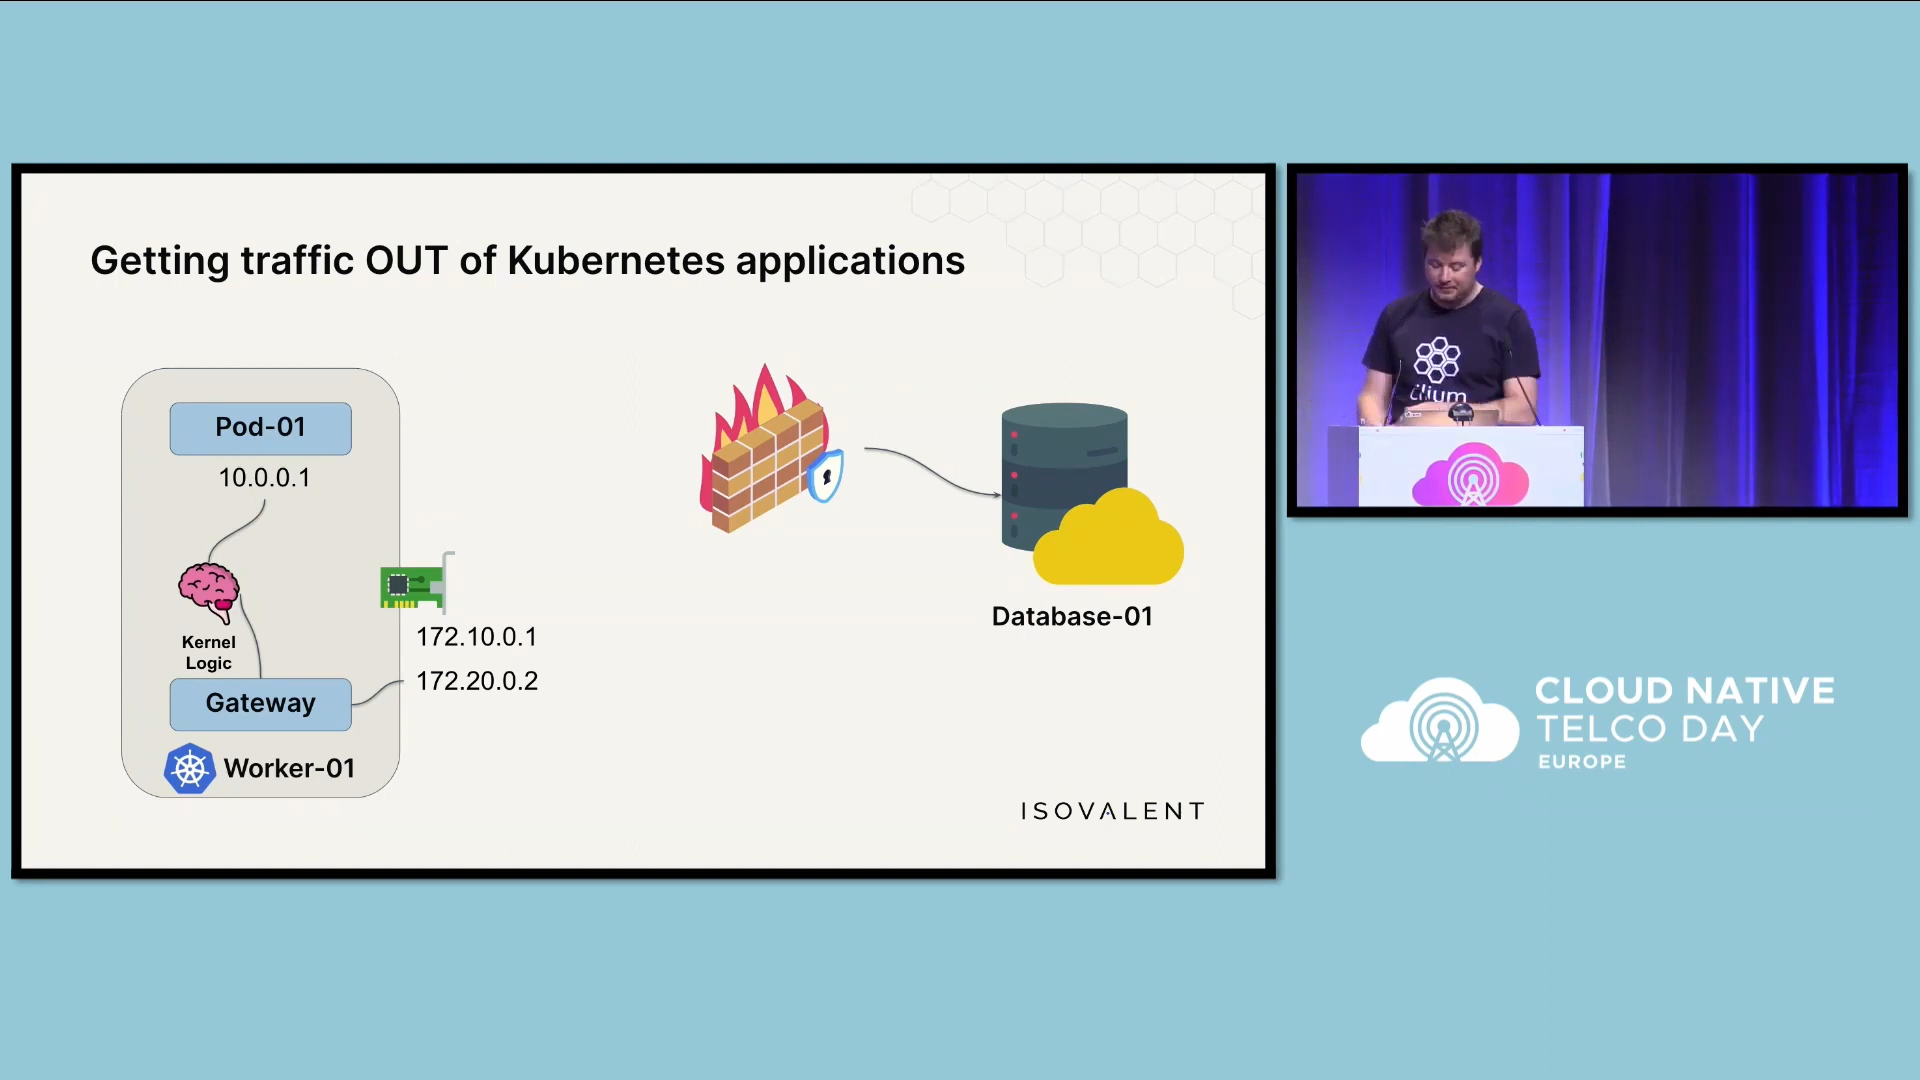 Getting traffic OUT of Kubernetes applications
Pod-01
10.0.0.1
Kernel
Logic
Gateway
Worker-01
172.10.0.1
172.20.0.2
Database-01
ISOVALENT
cilium
CLOUD NATIVE
TELCO DAY
EUROPE